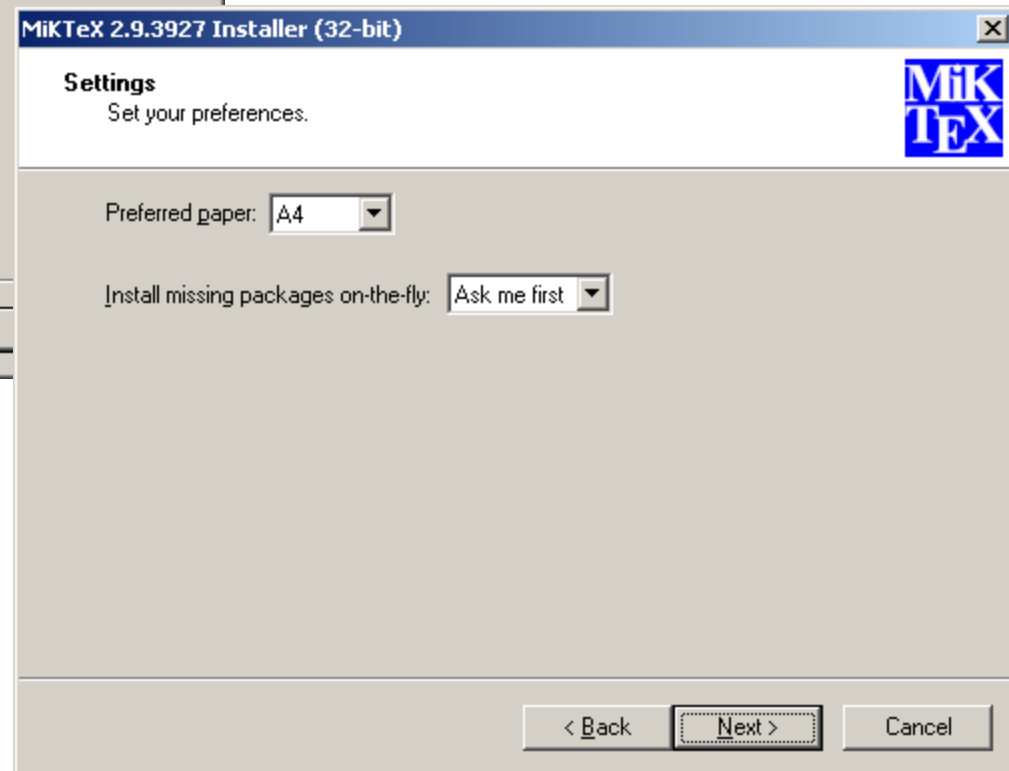 MiKTeX 2.9.3927 Installer (32-bit)
Settings
Set your preferences.
MiK
TEX
Preferred paper: A4
Install missing packages on-the-fly: Ask me first
< Back Next > Cancel